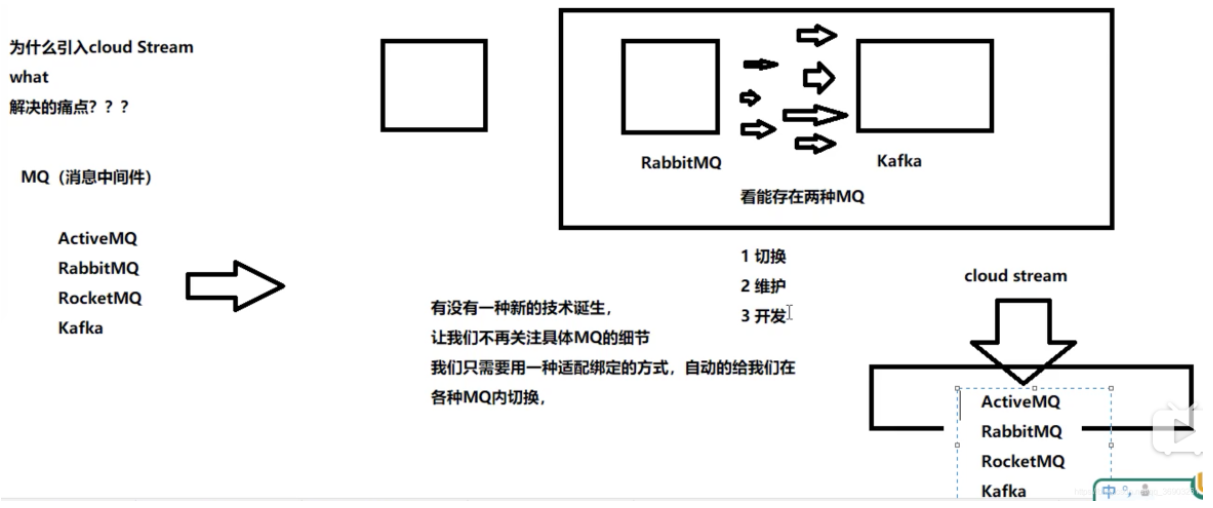 为什么引入cloud Stream
what
解决的痛点？？？
MQ（消息中间件）
ActiveMQ
RabbitMQ
RocketMQ
Kafka
RabbitMQ
Kafka
看能存在两种MQ
1 切换
2 维护
3 开发
有没有一种新的技术诞生，
让我们不再关注具体MQ的细节
我们只需要用一种适配绑定的方式，自动的给我们在
各种MQ内切换，
cloud stream
ActiveMQ
RabbitMQ
RocketMQ
Kafka
中